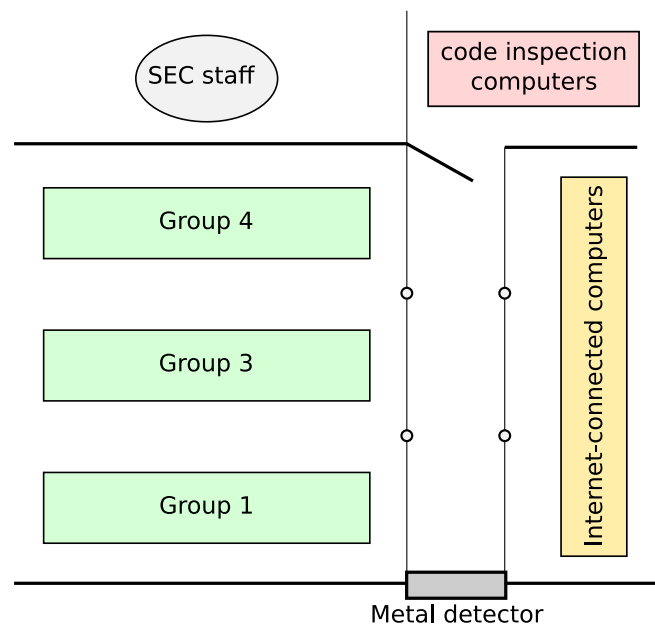 SEC staff
code inspection
computers
Group 4
Group 3
Group 1
Internet-connected computers
Metal detector